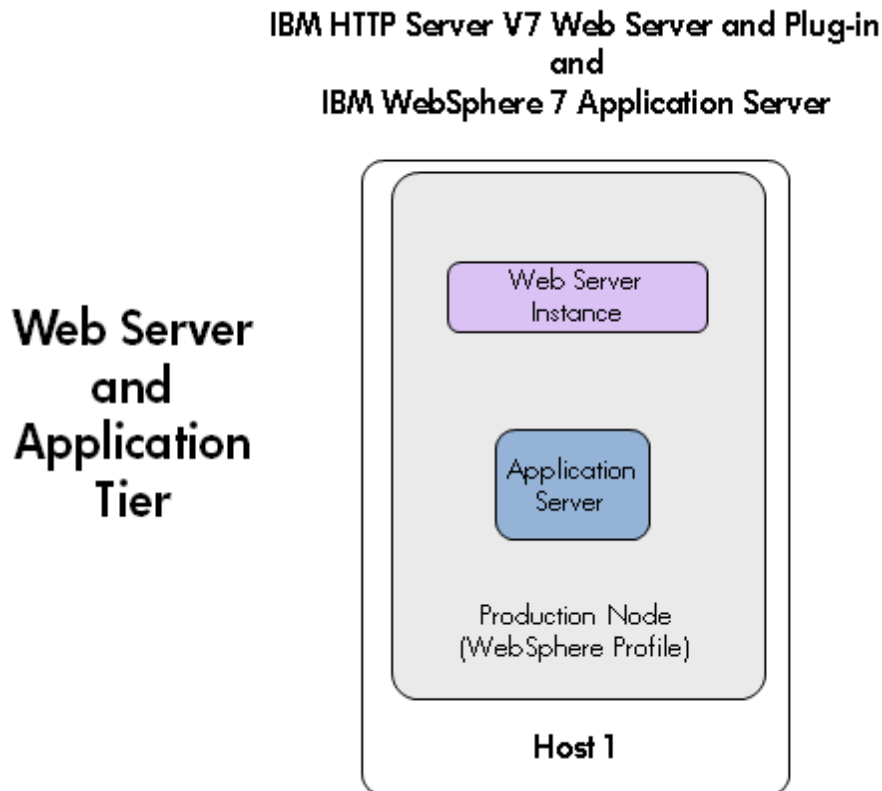 IBM HTTP Server V7 Web Server and Plug-in
and
IBM WebSphere 7 Application Server
Web Server
and
Application
Tier
Web Server
Instance
Application
Server
Production Node
(WebSphere Profile)
Host 1